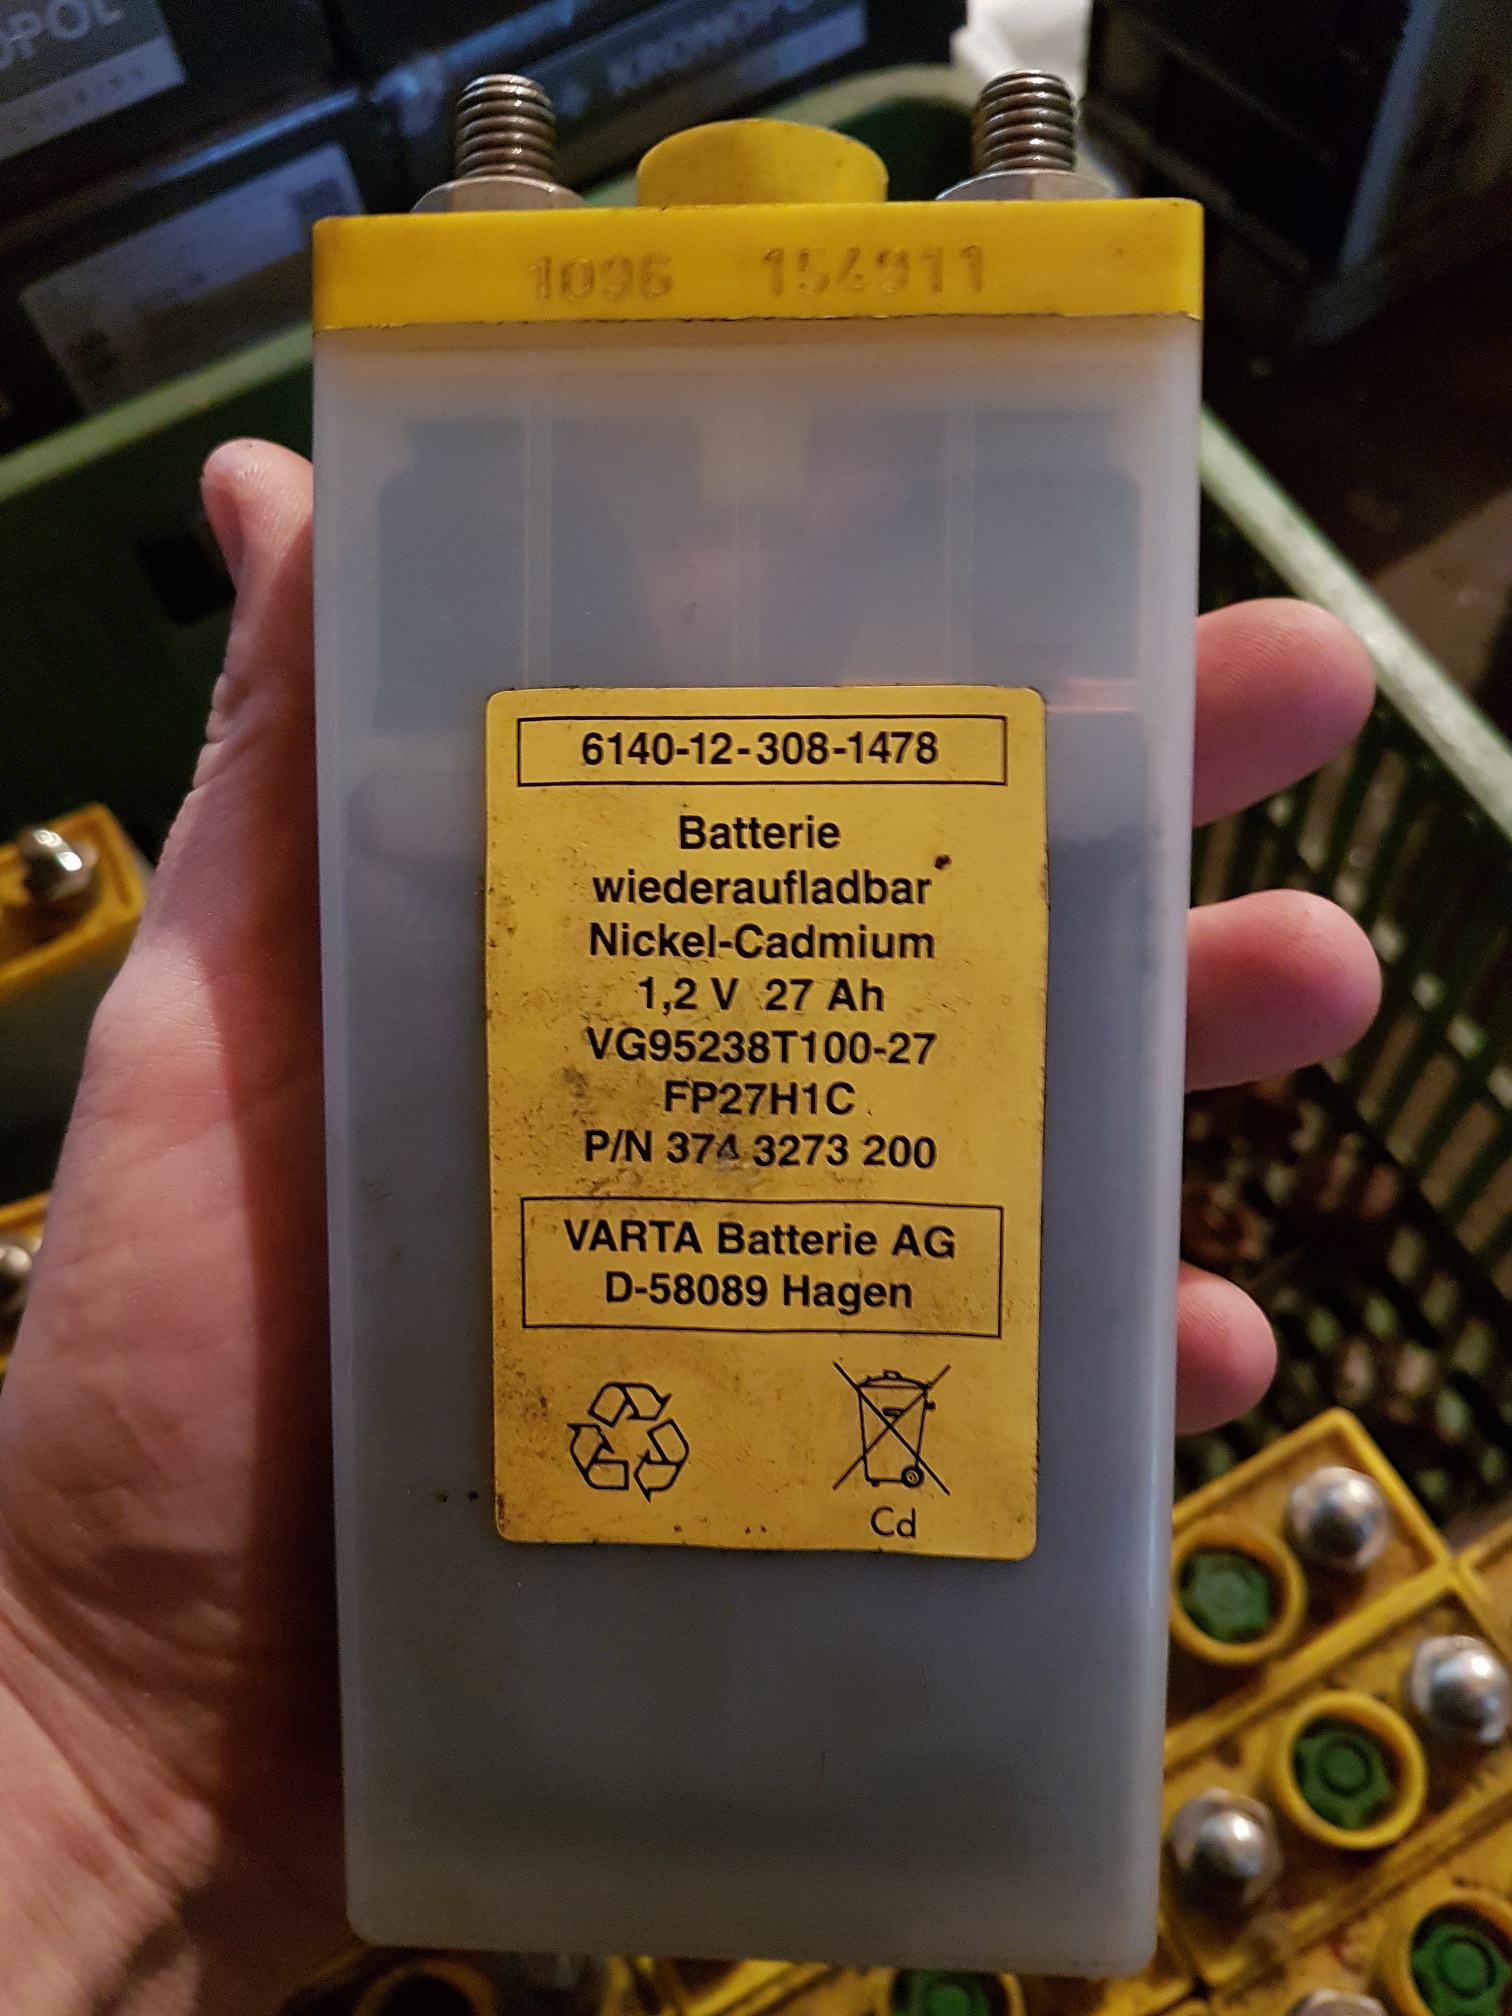 KRONOPOL
1096 154911
6140-12-308-1478
Batterie
wiederaufladbar
Nickel-Cadmium
1,2 V 27 Ah
VG95238T100-27
FP27H1C
P/N 374 3273 200
VARTA Batterie AG
D-58089 Hagen
Cd